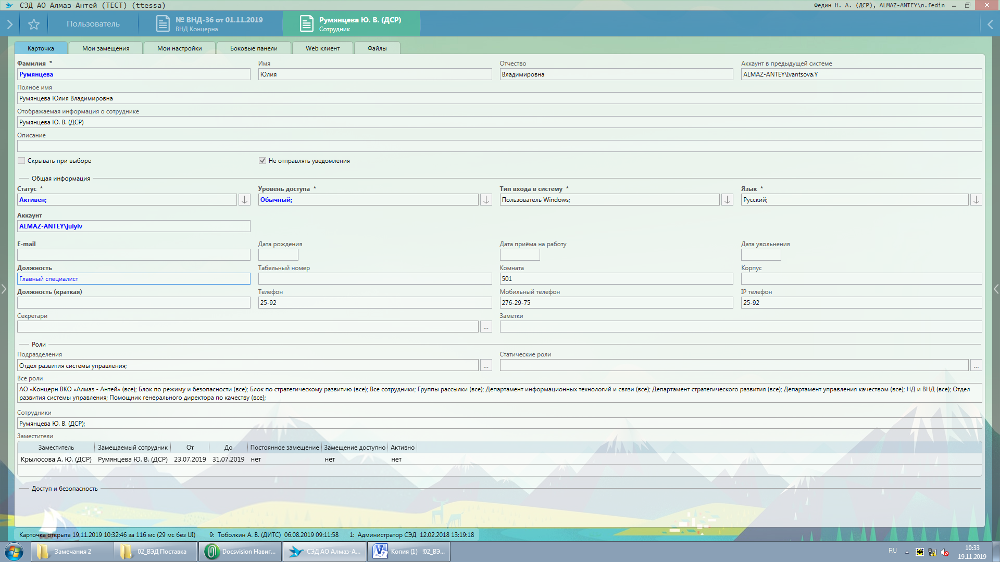 СЭД АО Алмаз-Антей (ТЕСТ) (ttessa)
Федин Н. А. (ДСР), ALMAZ-ANTEY\n.fedin
Пользователь
№ ВНД-36 от 01.11.2019
ВНД Концерна
Румянцева Ю. В. (ДСР)
Сотрудник
Карточка Мои замещения Мои настройки Боковые панели Web клиент Файлы
Фамилия * Имя Отчество Аккаунт в предыдущей системе
Румянцева Юлия Владимировна ALMAZ-ANTEY\Ivantsova.Y
Полное имя
Румянцева Юлия Владимировна
Отображаемая информация о сотруднике
Румянцева Ю. В. (ДСР)
Описание
Скрывать при выборе Не отправлять уведомления
Общая информация
Статус * Уровень доступа * Тип входа в систему * Язык *
Активен; Обычный; Пользователь Windows; Русский;
Аккаунт
ALMAZ-ANTEY\julyiv
E-mail Дата рождения Дата приёма на работу Дата увольнения
Должность Табельный номер Комната Корпус
Главный специалист 501
Должность (краткая) Телефон Мобильный телефон IP телефон
25-92 276-29-75 25-92
Секретари Заметки
...
Роли
Подразделения Статические роли
Отдел развития системы управления; ... ...
Все роли
АО «Концерн ВКО «Алмаз - Антей» (все); Блок по режиму и безопасности (все); Блок по стратегическому развитию (все); Все сотрудники; Группы рассылки (все); Департамент информационных технологий и связи (все); Департамент стратегического развития (все); Департамент управления качеством (все); НД и ВНД (все); Отдел
развития системы управления; Помощник генерального директора по качеству (все);
Сотрудники
Румянцева Ю. В. (ДСР);
Заместители
Заместитель Замещаемый сотрудник От До Постоянное замещение Замещение доступно Активно
Крылосова А. Ю. (ДСР) Румянцева Ю. В. (ДСР) 23.07.2019 31.07.2019 нет нет нет
Доступ и безопасность
Карточка открыта 19.11.2019 10:32:46 за 116 мс (29 мс без UI) 9: Тоболкин А. В. (ДИТС) 06.08.2019 09:11:58 1: Администратор СЭД 12.02.2018 13:19:18
Замечания 2 02_ВЭД Поставка Docsvision Навиг... СЭД АО Алмаз-А... Копия (1) !02_ВЭ... RU 10:33
19.11.2019